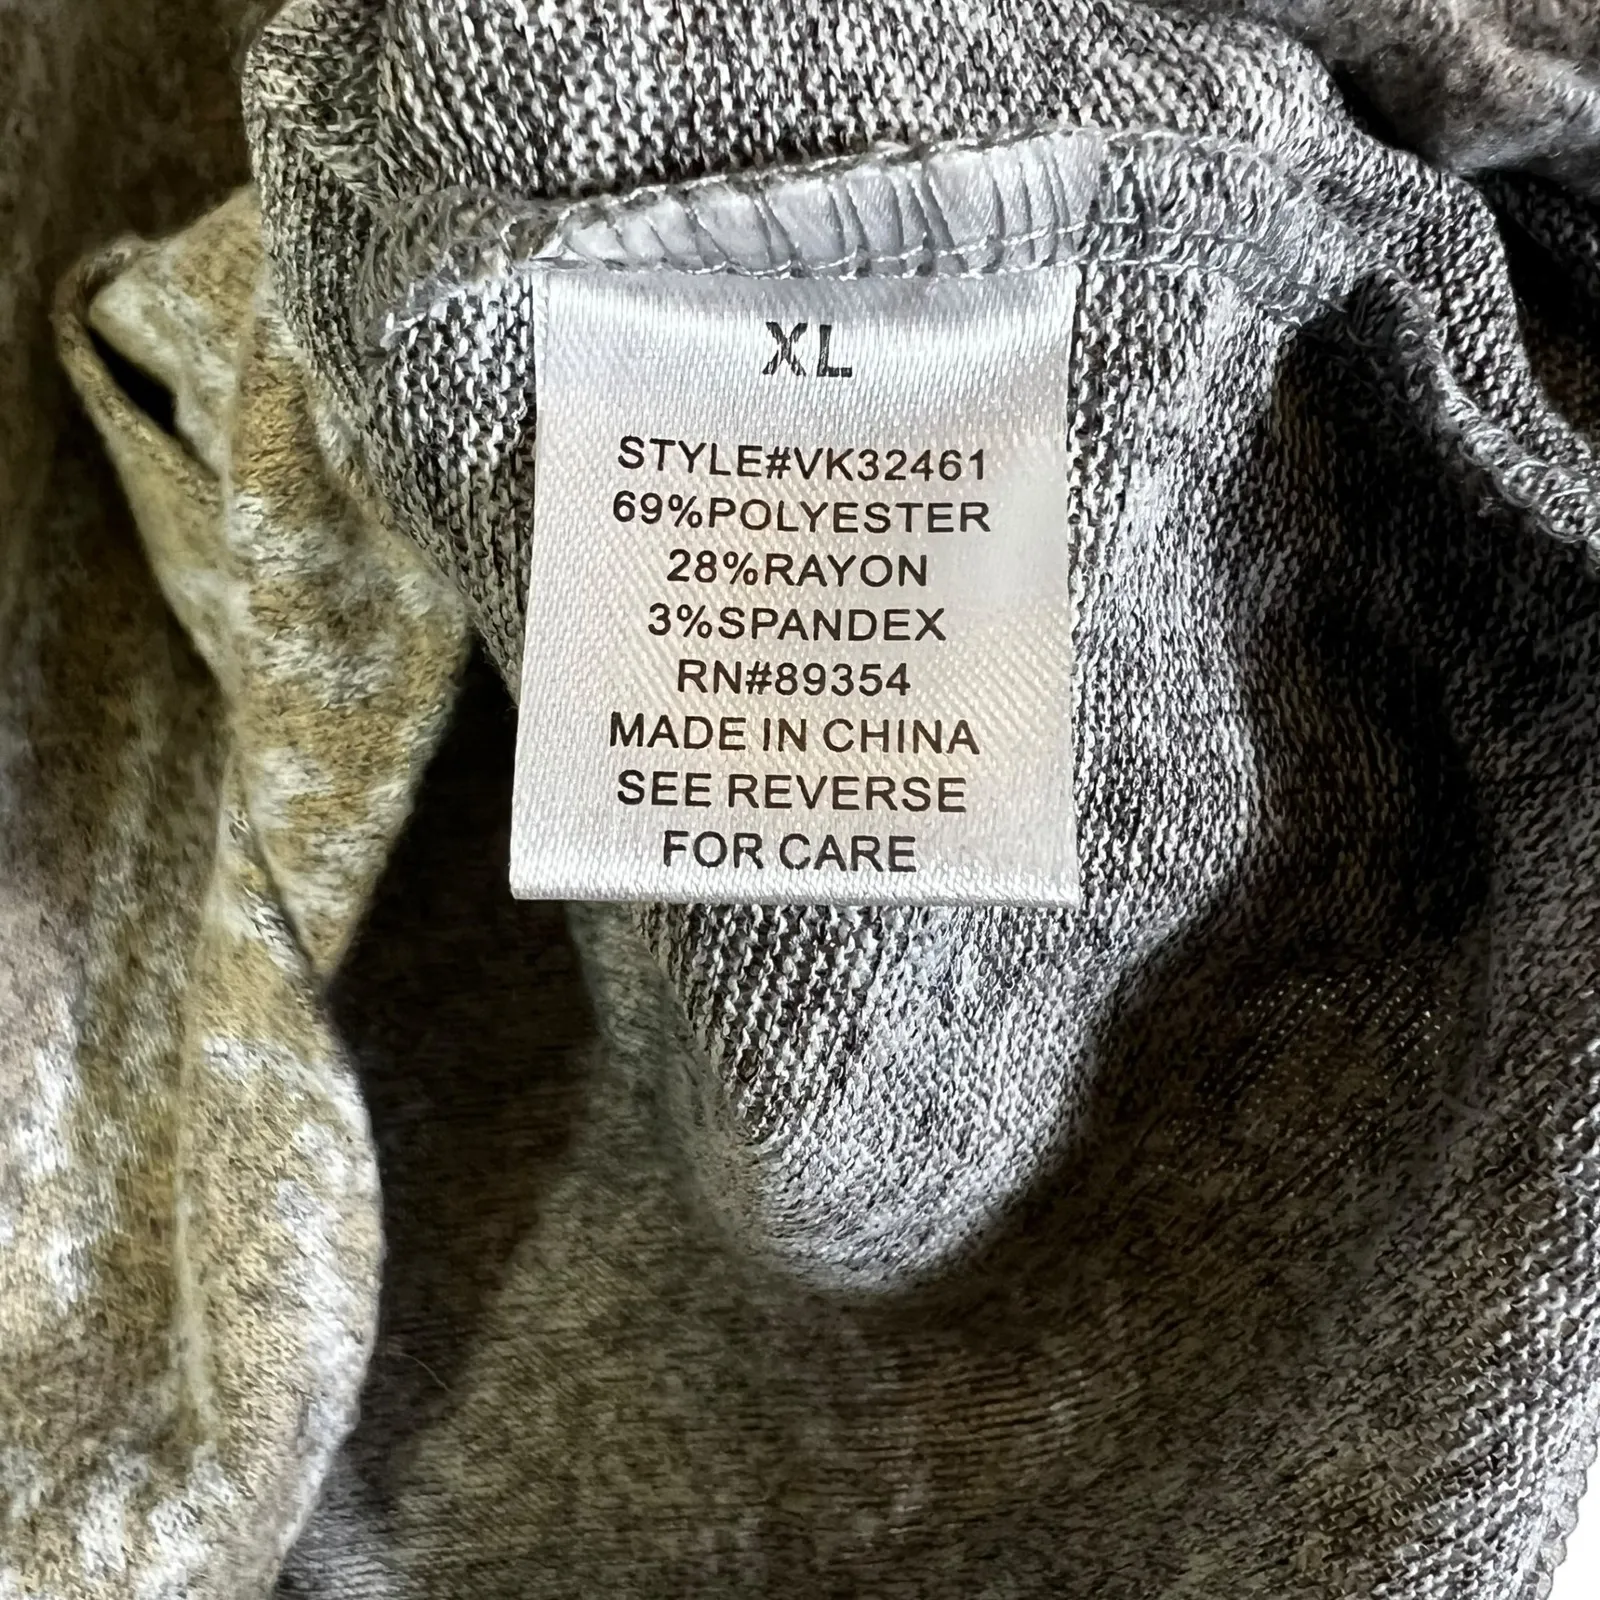 XL
STYLE#VK32461
69%POLYESTER
28%RAYON
3%SPANDEX
RN#89354
MADE IN CHINA
SEE REVERSE
FOR CARE